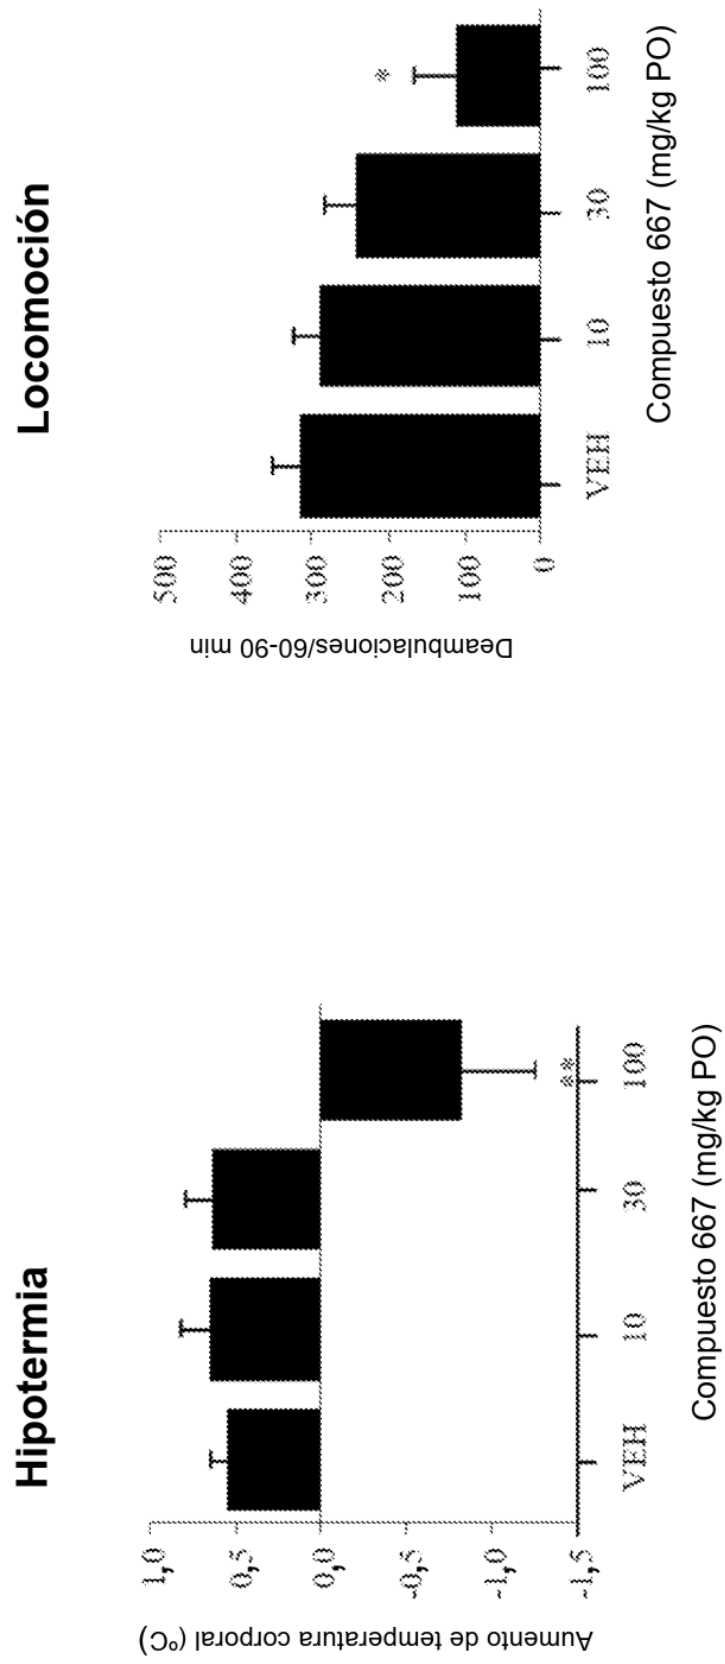 Hipotermia
Aumento de temperatura corporal (ºC)
1,0
0,5
0,0
-0,5
-1,0
-1,5
**
VEH
10
30
100
Compuesto 667 (mg/kg PO)
Locomoción
Deambulaciones/60-90 min
500
400
300
200
100
0
*
VEH
10
30
100
Compuesto 667 (mg/kg PO)